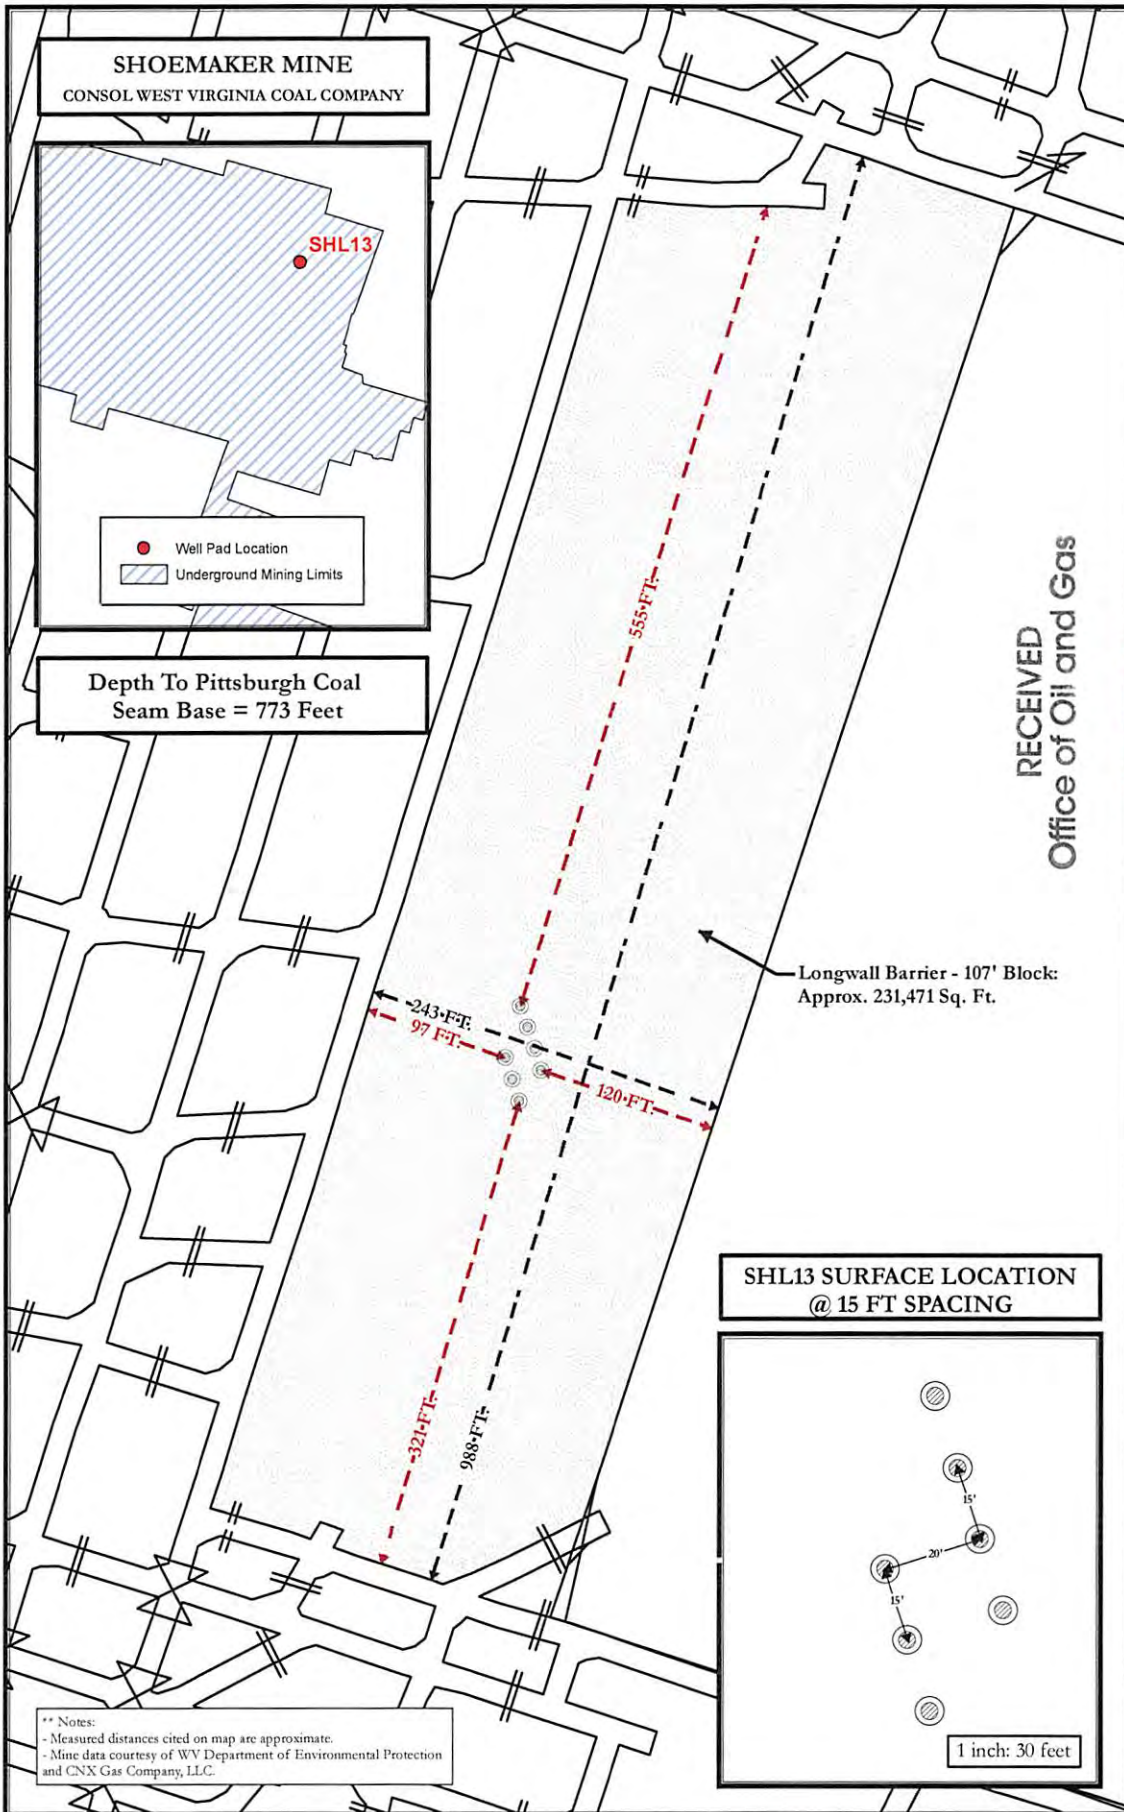 SHOEMAKER MINE
CONSOL WEST VIRGINIA COAL COMPANY
SHL13
Well Pad Location
Underground Mining Limits
Depth To Pittsburgh Coal
Seam Base = 773 Feet
555 FT.
RECEIVED
Office of Oil and Gas
Longwall Barrier - 107' Block:
Approx. 231,471 Sq. Ft.
243 FT.
97 FT.
120 FT.
321 FT.
988 FT.
SHL13 SURFACE LOCATION
@ 15 FT SPACING
15'
20'
15'
1 inch: 30 feet
** Notes:
- Measured distances cited on map are approximate.
- Mine data courtesy of WV Department of Environmental Protection
and CNX Gas Company, LLC.